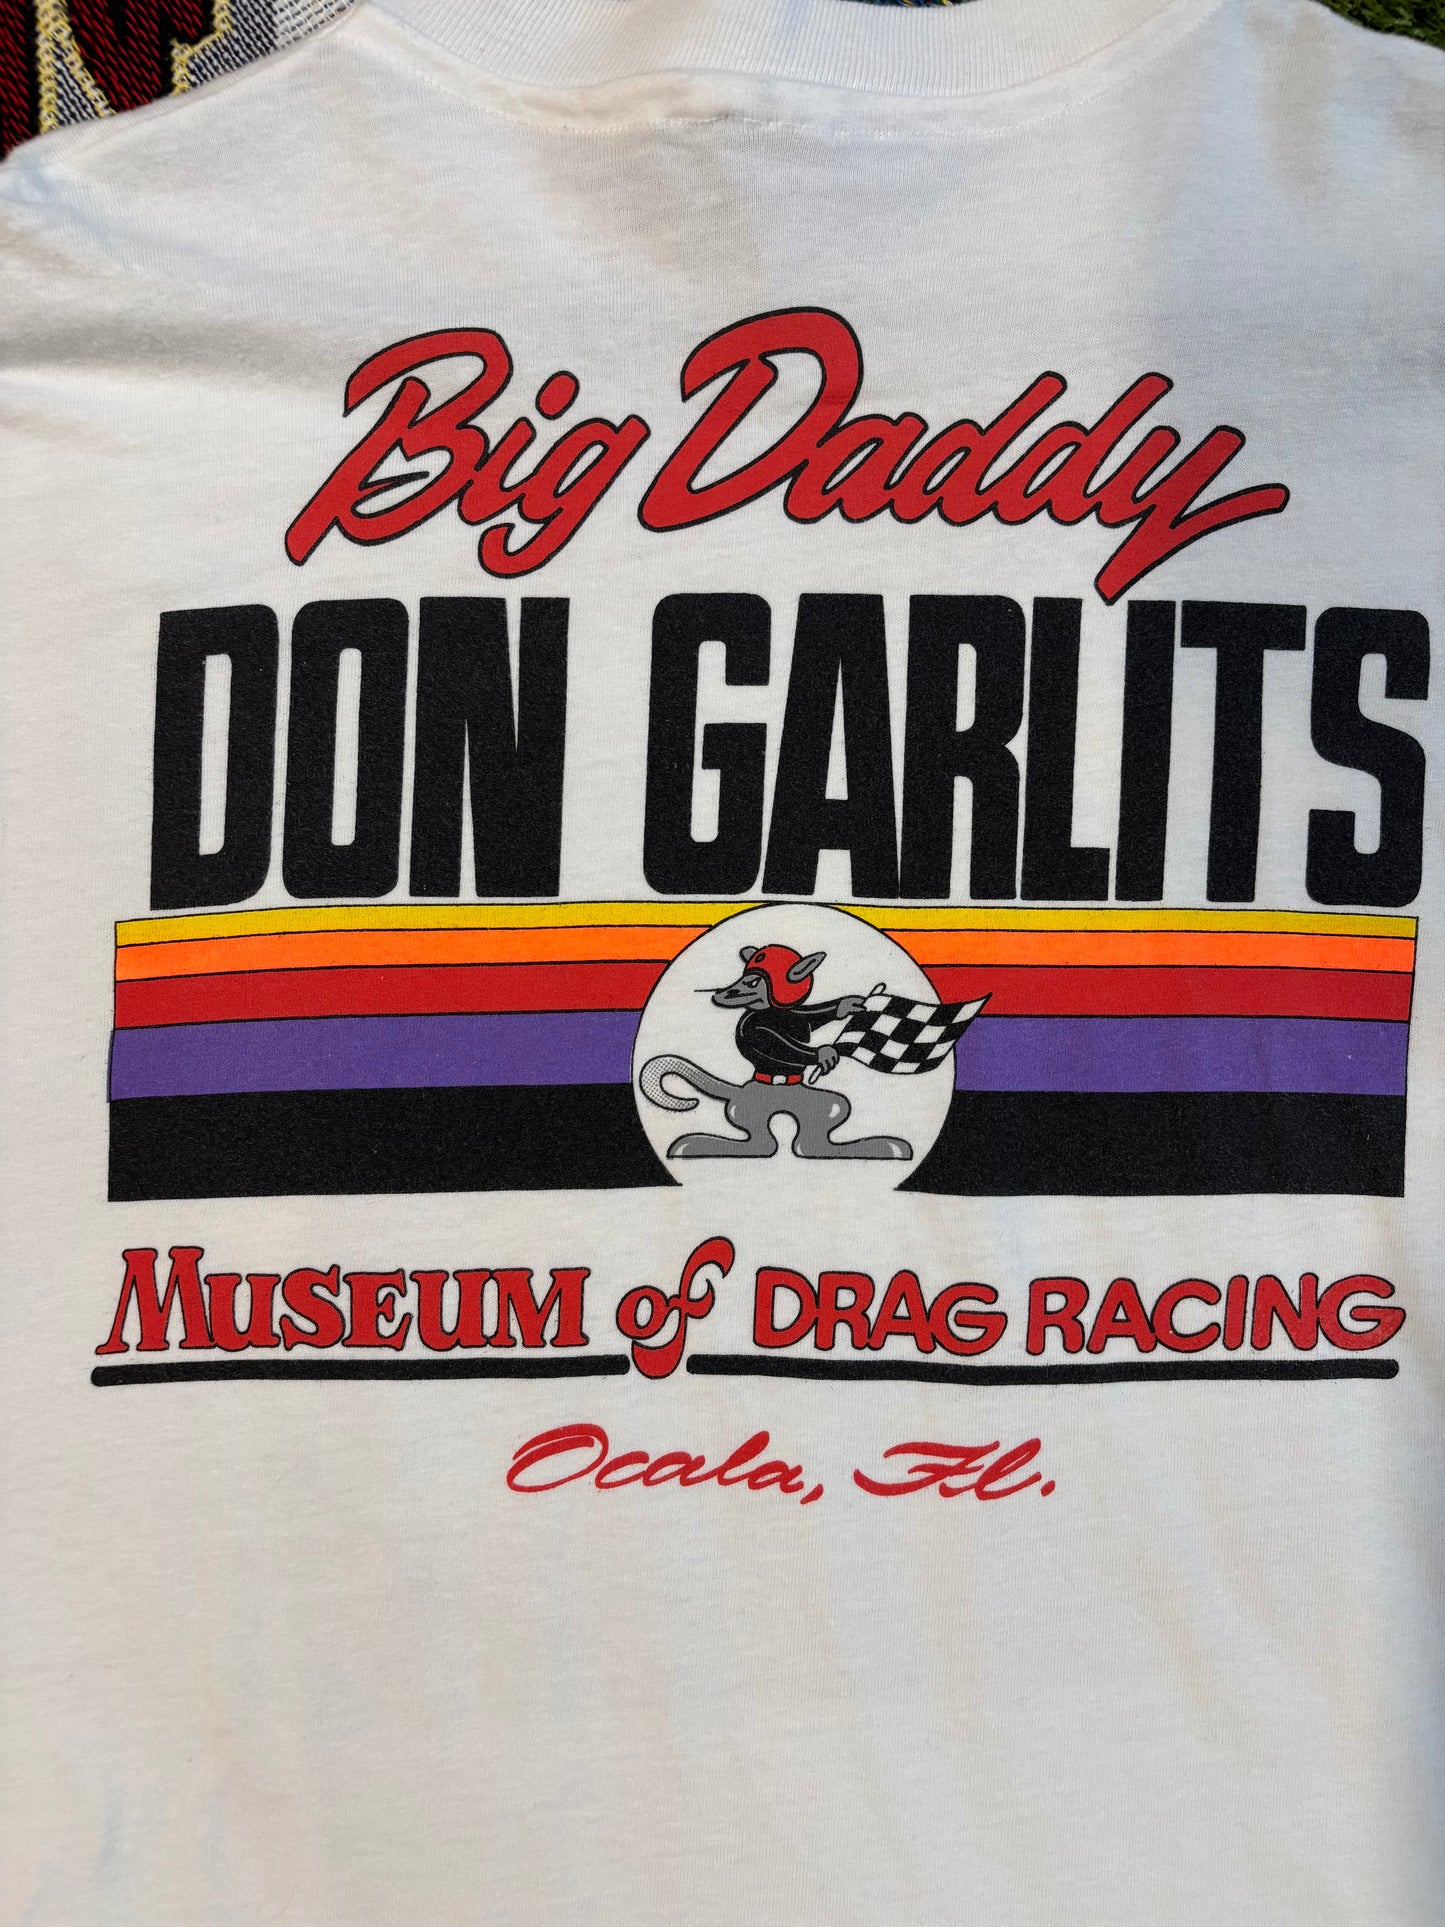 Big Daddy
DON GARLITS
MUSEUM of DRAG RACING
Ocala, Fl.